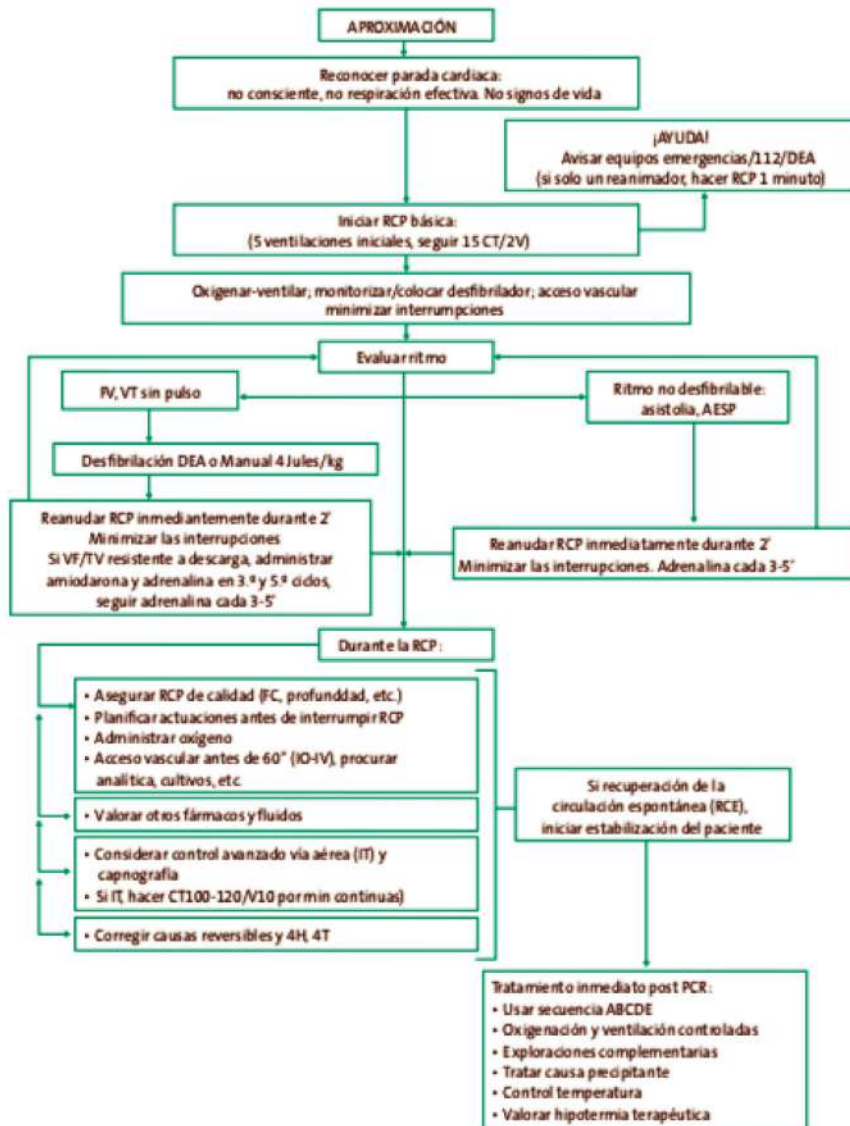 APROXIMACIÓN
Reconocer parada cardiaca:
no consciente, no respiración efectiva. No signos de vida
¡AYUDA!
Avisar equipos emergencias/112/DEA
(si solo un reanimador, hacer RCP 1 minuto)
Iniciar RCP básica:
(5 ventilaciones iniciales, seguir 15 CT/2V)
Oxigenar-ventilar; monitorizar/colocar desfibrilador; acceso vascular
minimizar interrumpciones
Evaluar ritmo
FV, VT sin pulso
Ritmo no desfibrilable:
asistolia, AESP
Desfibrilación DEA o Manual 4 Jules/kg
Reanudar RCP inmediantemente durante 2'
Minimizar las interrupciones
Si VF/TV resistente a descarga, administrar
amiodarona y adrenalina en 3.º y 5.º ciclos,
seguir adrenalina cada 3-5'
Reanudar RCP inmediatamente durante 2'
Minimizar las interrupciones. Adrenalina cada 3-5'
Durante la RCP:
• Asegurar RCP de calidad (FC, profunddad, etc.)
• Planificar actuaciones antes de interrumpir RCP
• Administrar oxígeno
• Acceso vascular antes de 60" (IO-IV), procurar
analítica, cultivos, etc.
• Valorar otros fármacos y fluidos
• Considerar control avanzado vía aérea (IT) y
capnografía
• Si IT, hacer CT100-120/V10 por min continuas)
• Corregir causas reversibles y 4H, 4T
Si recuperación de la
circulación espontánea (RCE),
iniciar estabilización del paciente
Tratamiento inmediato post PCR:
• Usar secuencia ABCDE
• Oxigenación y ventilación controladas
• Exploraciones complementarias
• Tratar causa precipitante
• Control temperatura
• Valorar hipotermia terapéutica